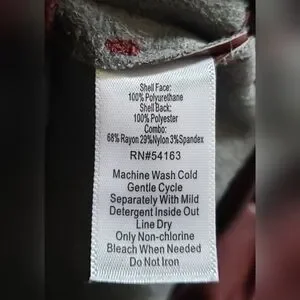 Shell Face:
100% Polyurethane
Shell Back:
100% Polyester
Combo:
68% Rayon 29%Nylon 3%Spandex
RN#54163
Machine Wash Cold
Gentle Cycle
Separately With Mild
Detergent Inside Out
Line Dry
Only Non-chlorine
Bleach When Needed
Do Not Iron